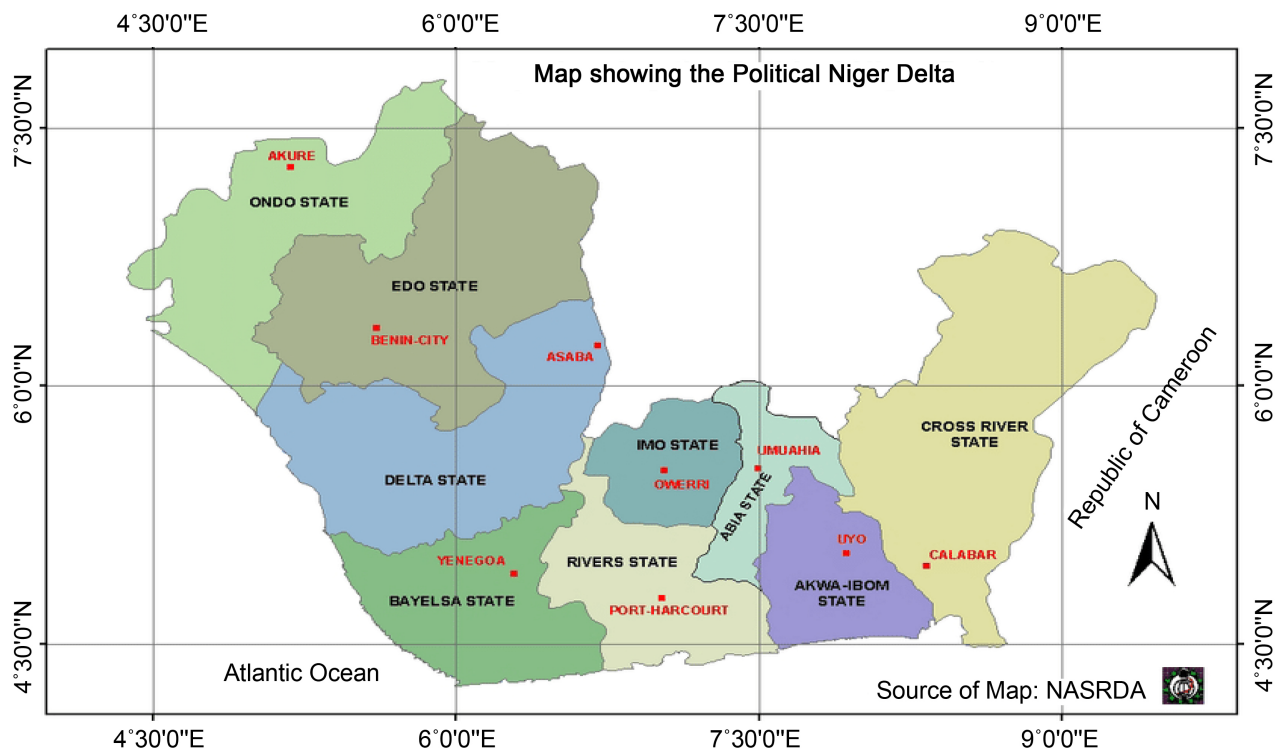 4°30'0"E 6°0'0"E 7°30'0"E 9°0'0"E
Map showing the Political Niger Delta
7°30'0"N
7°30'0"N
AKURE
ONDO STATE
EDO STATE
BENIN-CITY
ASABA
6°0'0"N
6°0'0"N
Republic of Cameroon
CROSS RIVER
STATE
IMO STATE
OWERRI
UMUAHIA
ABIA STATE
DELTA STATE
N
UYO
CALABAR
YENEGOA
RIVERS STATE
AKWA-IBOM
STATE
BAYELSA STATE
PORT-HARCOURT
4°30'0"N
4°30'0"N
Atlantic Ocean
Source of Map: NASRDA
4°30'0"E 6°0'0"E 7°30'0"E 9°0'0"E